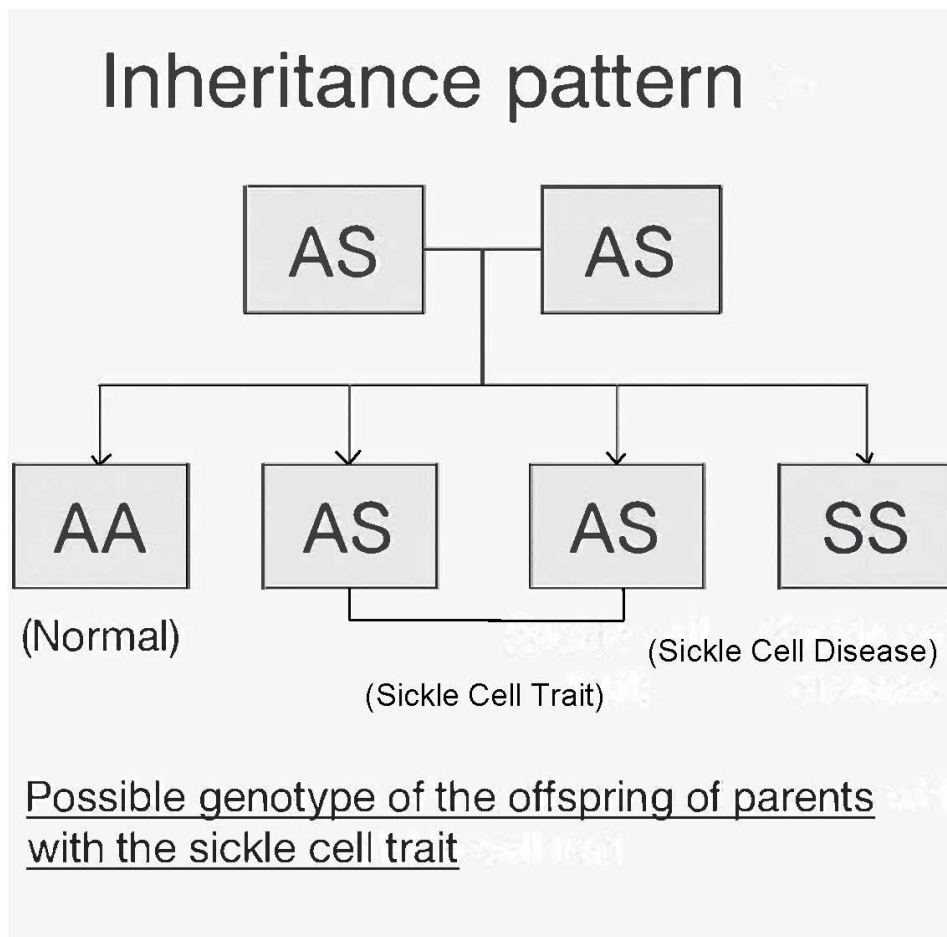 Inheritance pattern
AS AS
AA AS AS SS
(Normal)
(Sickle Cell Disease)
(Sickle Cell Trait)
Possible genotype of the offspring of parents
with the sickle cell trait